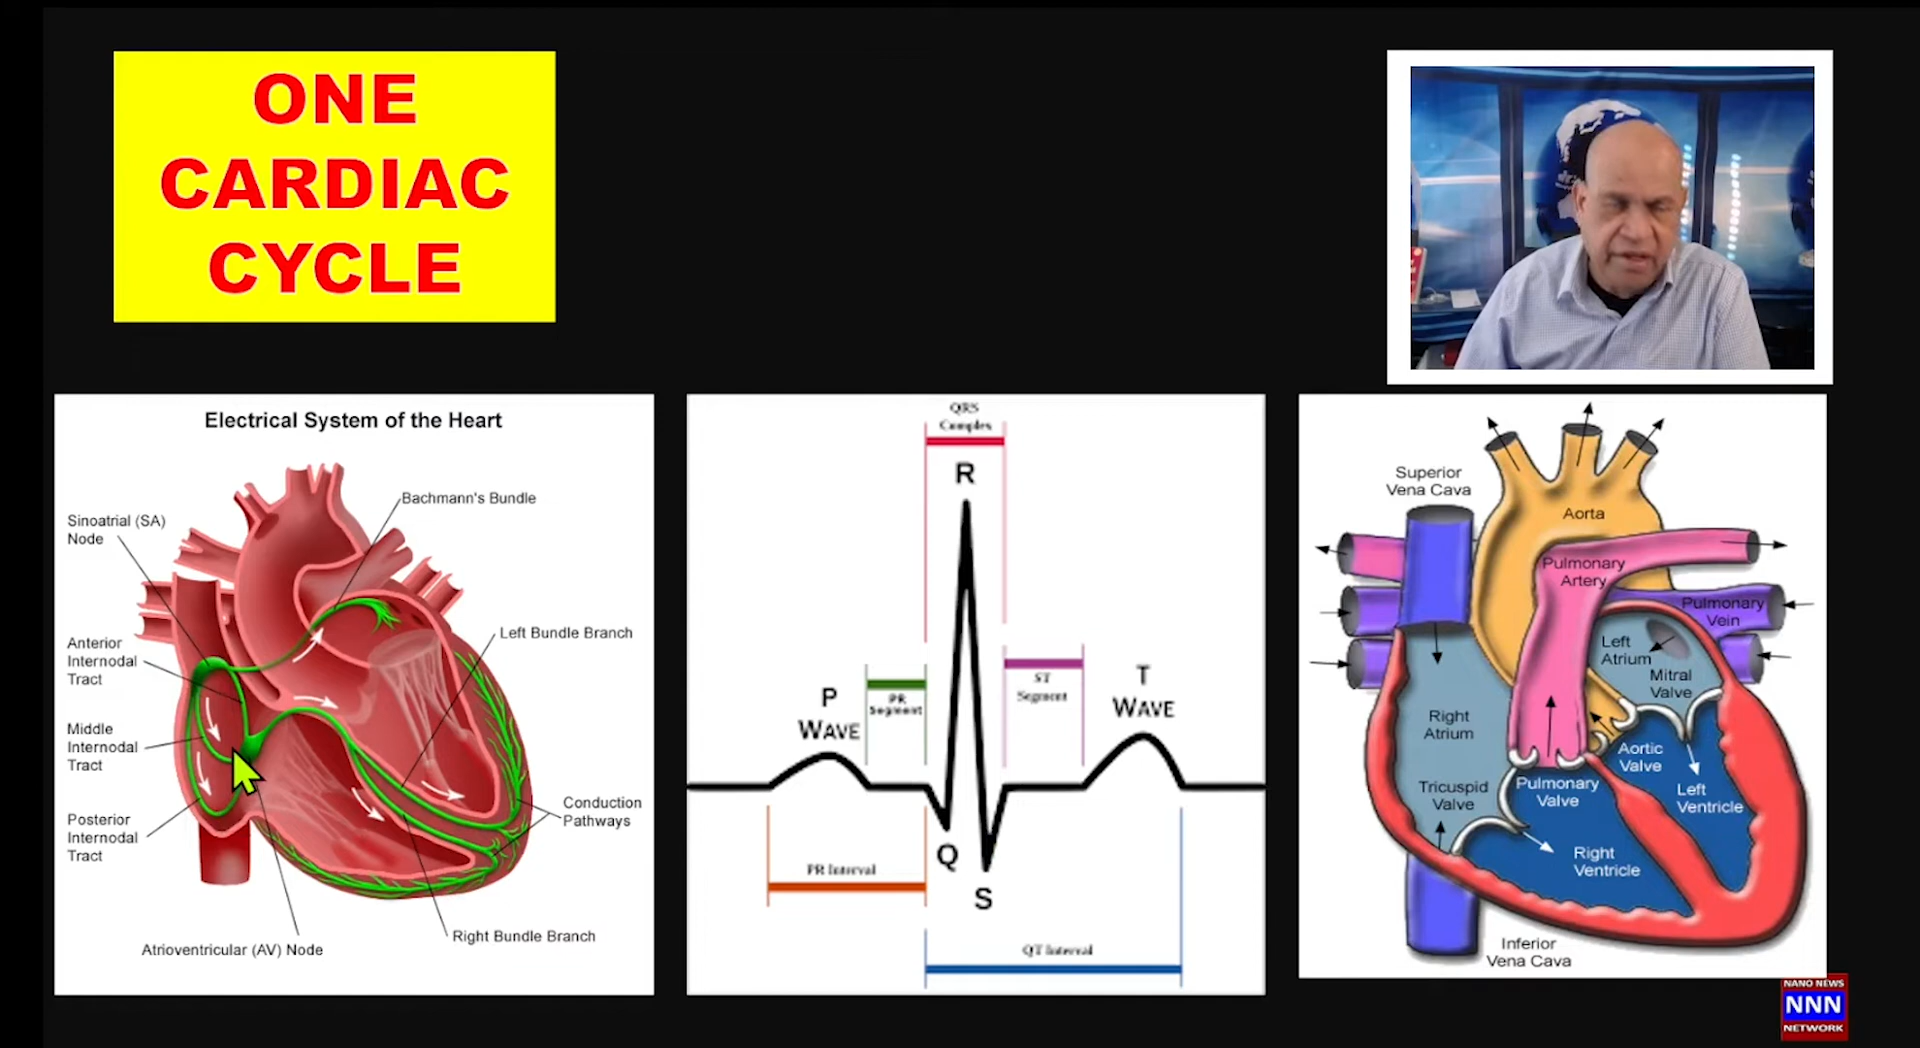 ONE
CARDIAC
CYCLE
Electrical System of the Heart
Bachmann's Bundle
Sinoatrial (SA)
Node
Left Bundle Branch
Anterior
Internodal
Tract
Middle
Internodal
Tract
Posterior
Internodal
Tract
Conduction
Pathways
Right Bundle Branch
Atrioventricular (AV) Node
QRS
Complex
R
P
WAVE
PR
Segment
ST
Segment
T
WAVE
Q
S
PR Interval
QT Interval
Superior
Vena Cava
Aorta
Pulmonary
Artery
Pulmonary
Vein
Left
Atrium
Mitral
Valve
Right
Atrium
Aortic
Valve
Tricuspid
Valve
Pulmonary
Valve
Left
Ventricle
Right
Ventricle
Inferior
Vena Cava
NANO NEWS
NNN
NETWORK